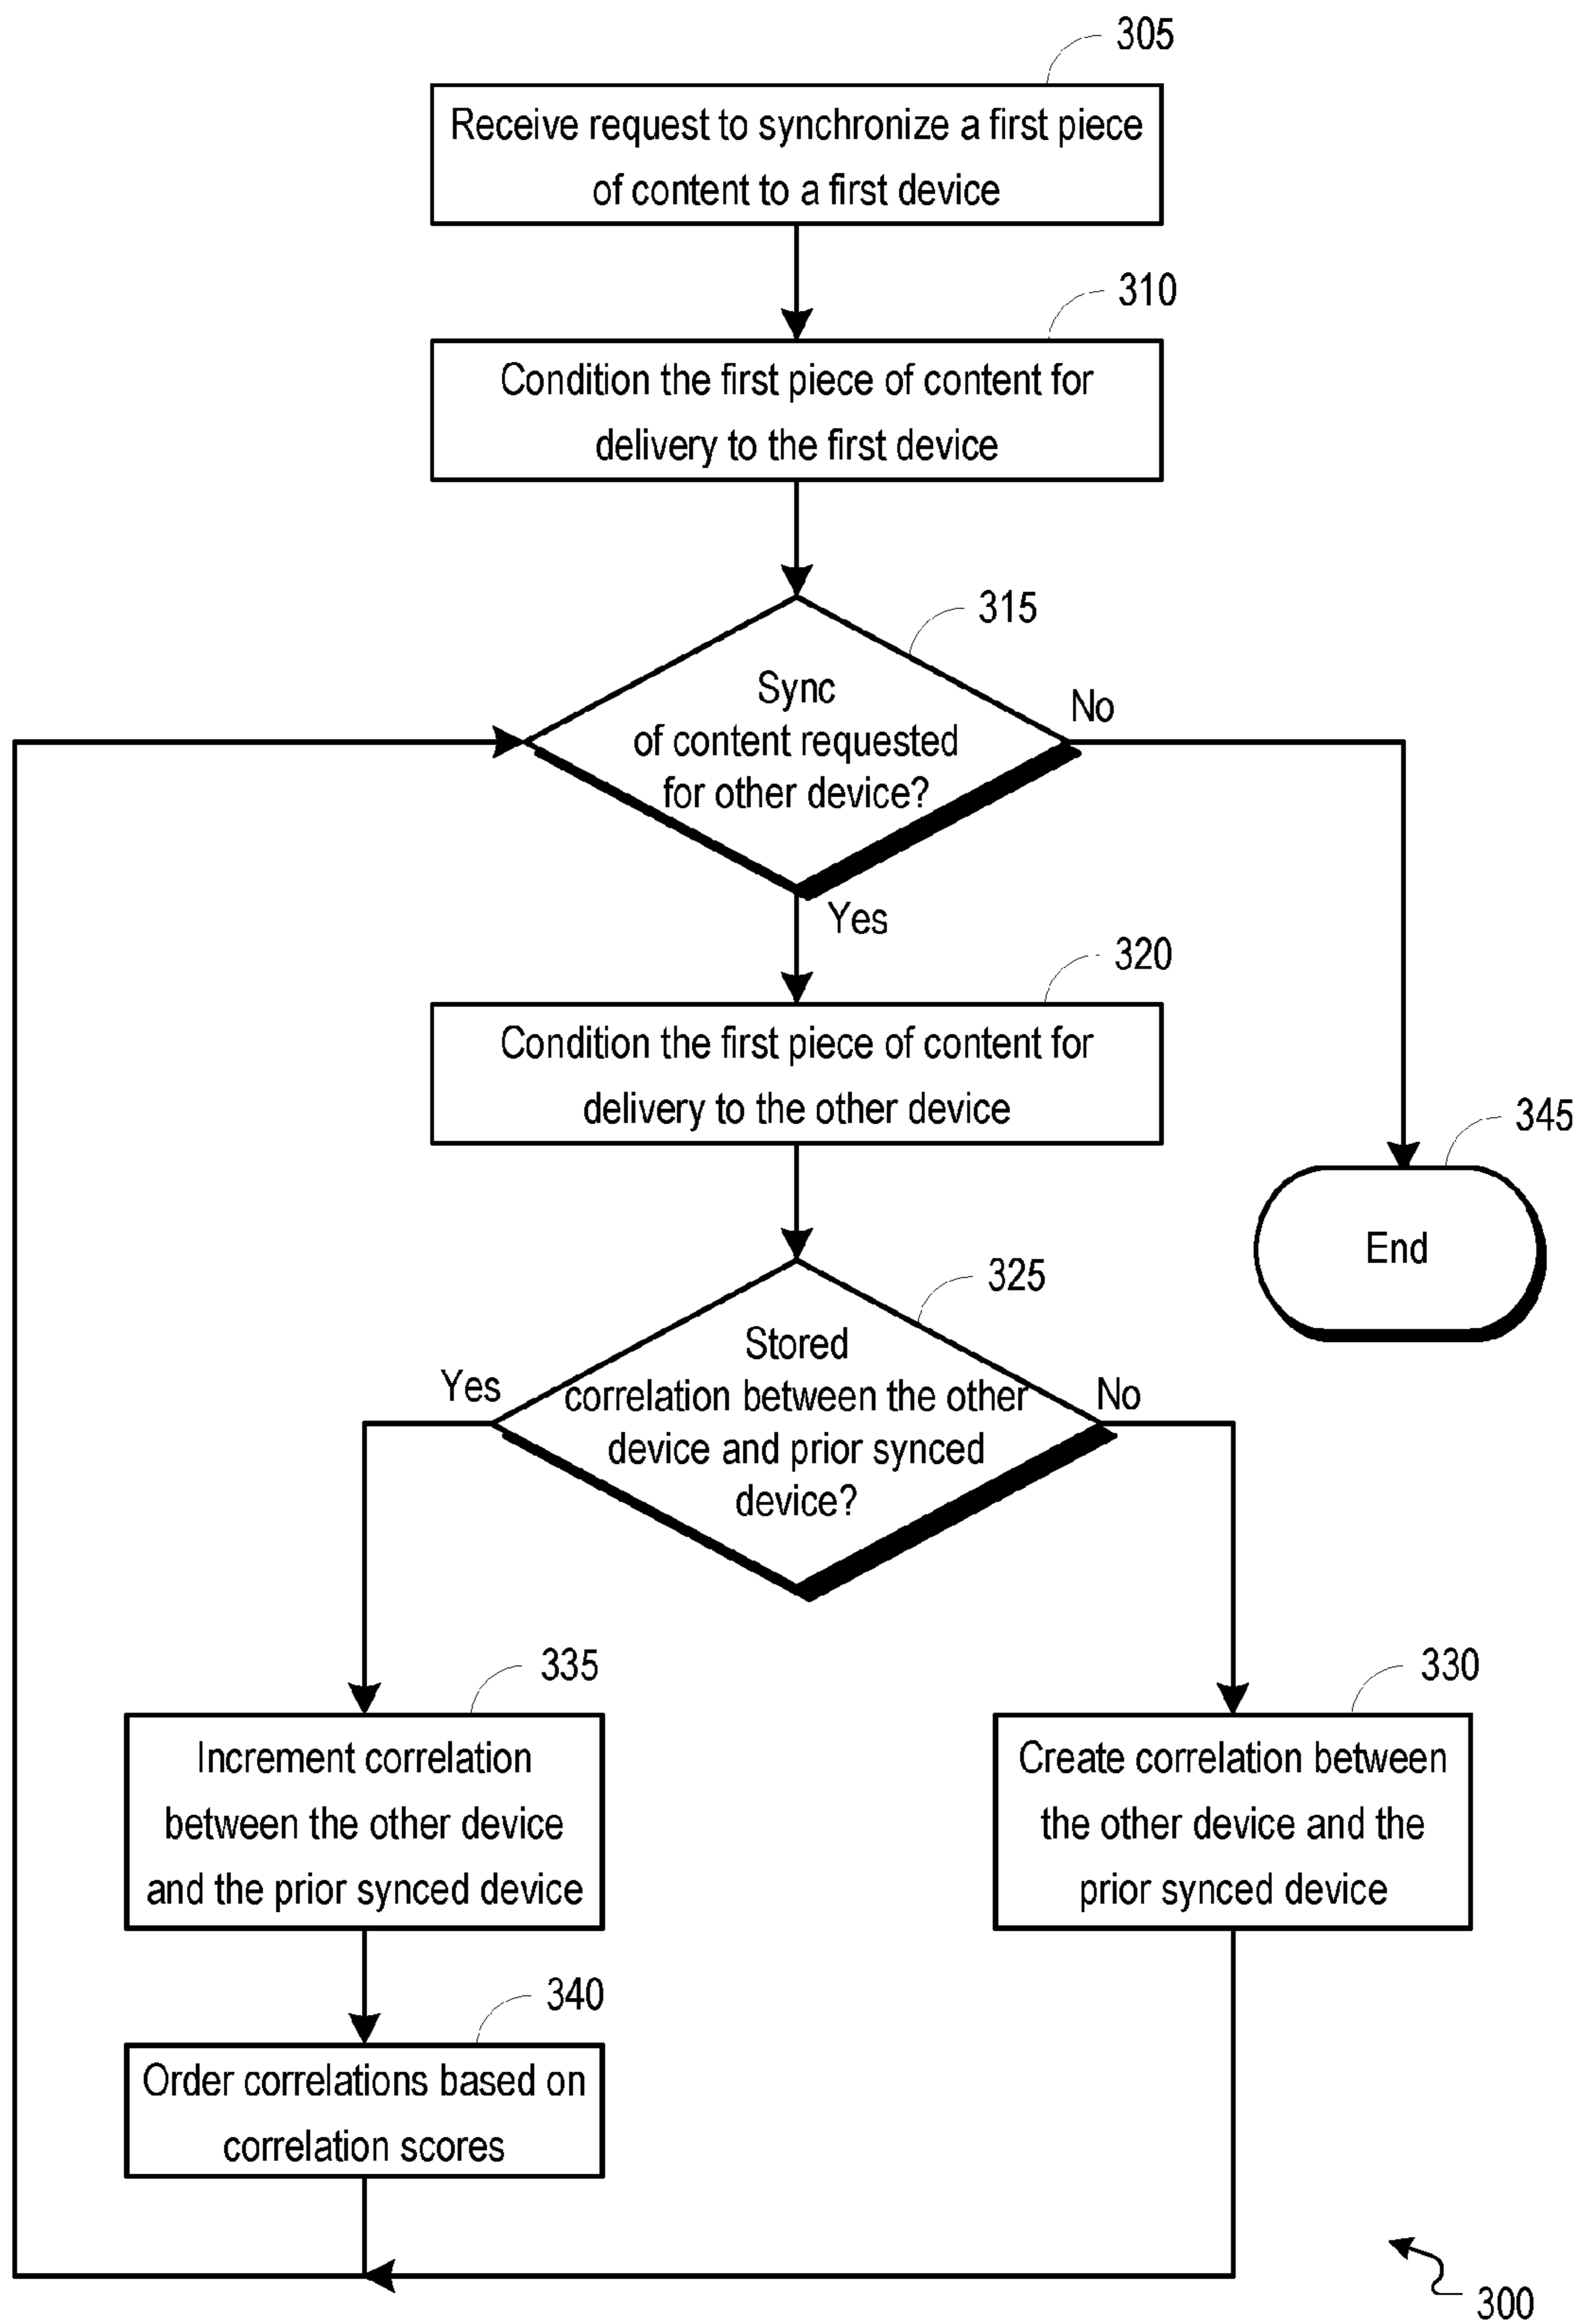 305
Receive request to synchronize a first piece
of content to a first device
310
Condition the first piece of content for
delivery to the first device
315
Sync
of content requested
for other device?
No
Yes
320
Condition the first piece of content for
delivery to the other device
345
End
325
Stored
correlation between the other
device and prior synced
device?
Yes
No
335
Increment correlation
between the other device
and the prior synced device
330
Create correlation between
the other device and the
prior synced device
340
Order correlations based on
correlation scores
300